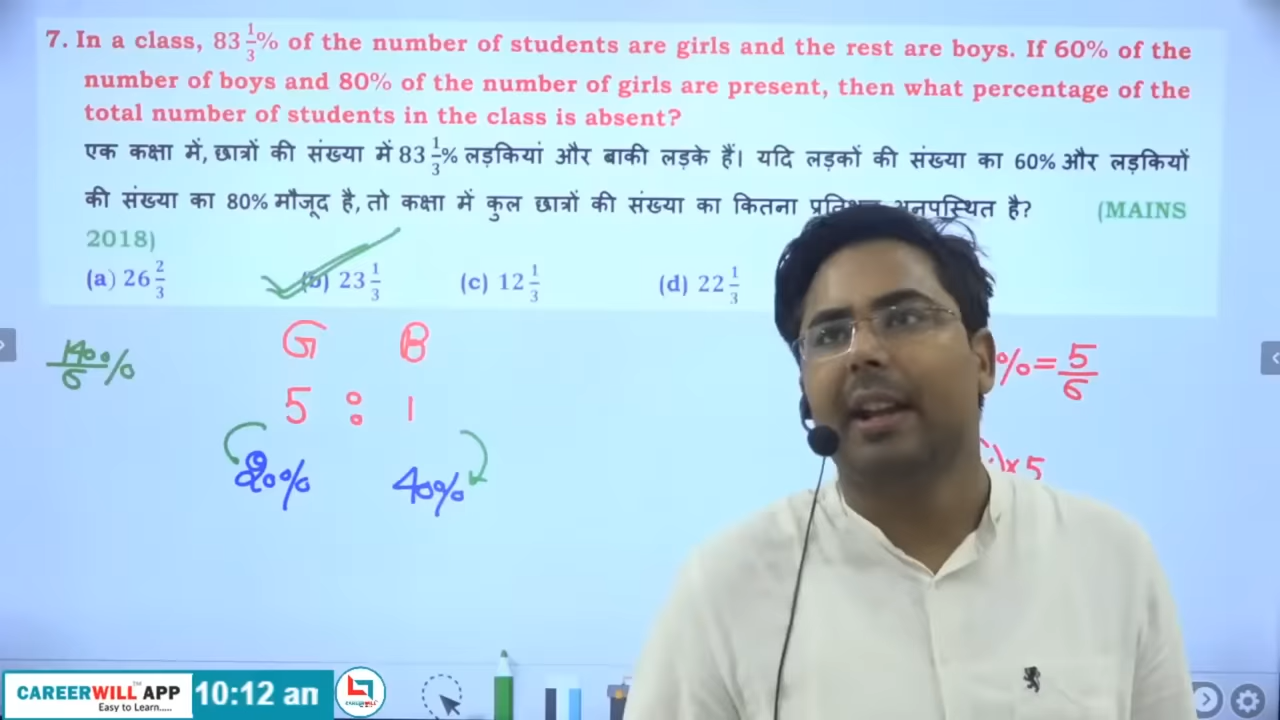 7. In a class, 83 1/3% of the number of students are girls and the rest are boys. If 60% of the
number of boys and 80% of the number of girls are present, then what percentage of the
total number of students in the class is absent?
एक कक्षा में, छात्रों की संख्या में 83 1/3% लड़कियां और बाकी लड़के हैं। यदि लड़कों की संख्या का 60% और लड़कियों
की संख्या का 80% मौजूद है, तो कक्षा में कुल छात्रों की संख्या का कितना अनुपस्थित है? (MAINS
2018)
(a) 26 2/3 (b) 23 1/3 (c) 12 1/3 (d) 22 1/3
G B
140/6 %
5 : 1
% = 5/6
20% 40%
)x5
CAREERWILL APP
Easy to Learn.....
10:12 an
CAREERWILL